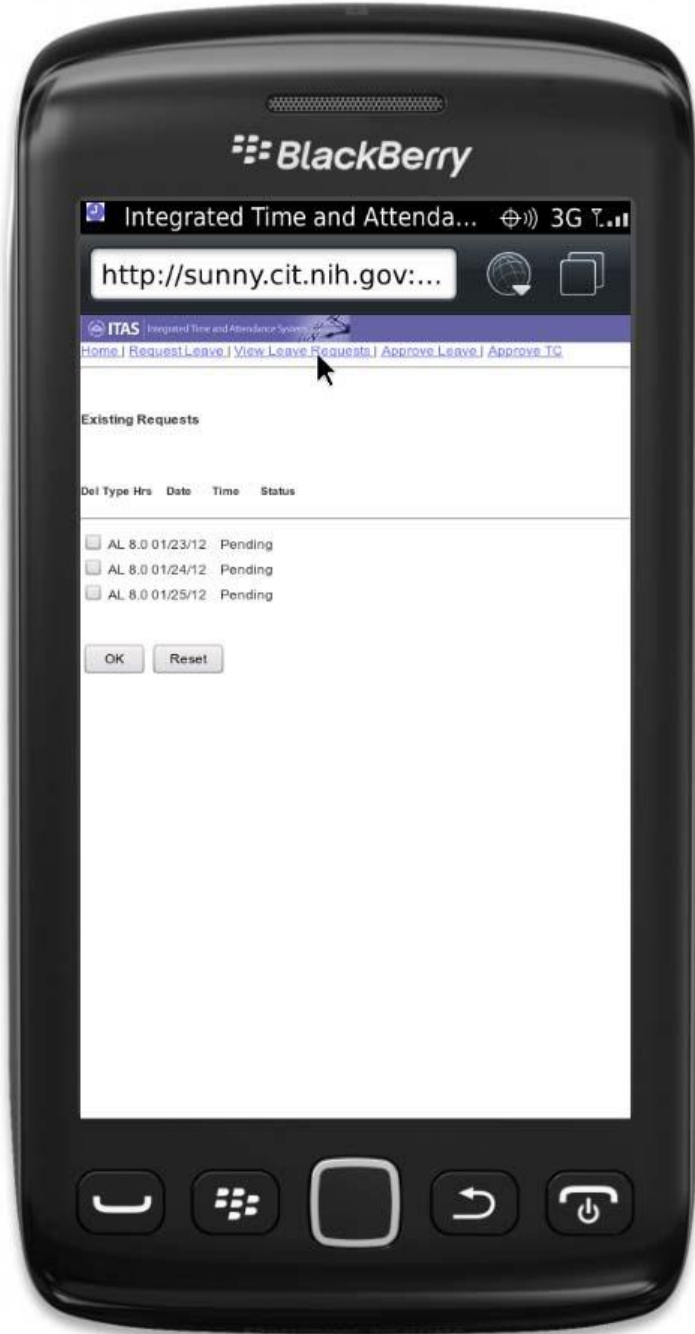 BlackBerry
Integrated Time and Attenda... 3G
http://sunny.cit.nih.gov:...
ITAS Integrated Time and Attendance System
Home | Request Leave | View Leave Requests | Approve Leave | Approve TC
Existing Requests
Del Type Hrs Date Time Status
AL 8.0 01/23/12 Pending
AL 8.0 01/24/12 Pending
AL 8.0 01/25/12 Pending
OK Reset